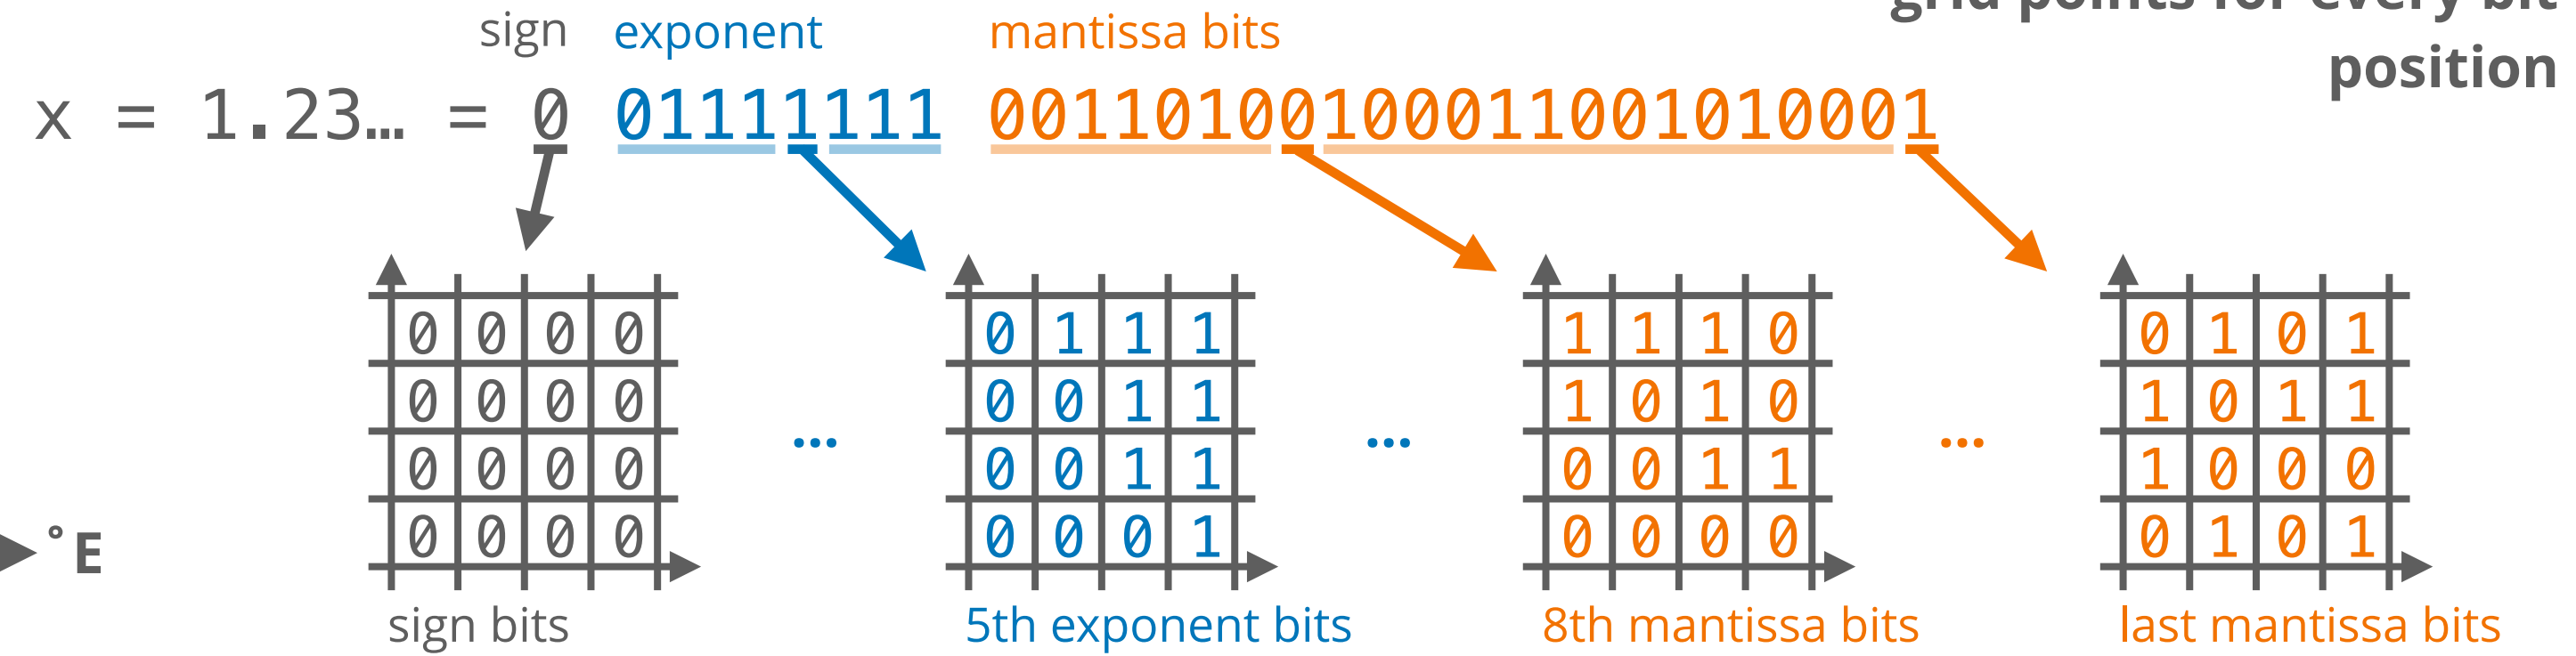 grid points for every bit
position
sign exponent mantissa bits
x = 1.23… = 0 01111111 00110100100011001010001
0 0 0 0 0 1 1 1 1 1 1 0 0 1 0 1
0 0 0 0 0 0 1 1 1 0 1 0 1 0 1 1
... ... ...
0 0 0 0 0 0 1 1 0 0 1 1 1 0 0 0
0 0 0 0 0 0 0 1 0 0 0 0 0 1 0 1
°E
sign bits 5th exponent bits 8th mantissa bits last mantissa bits